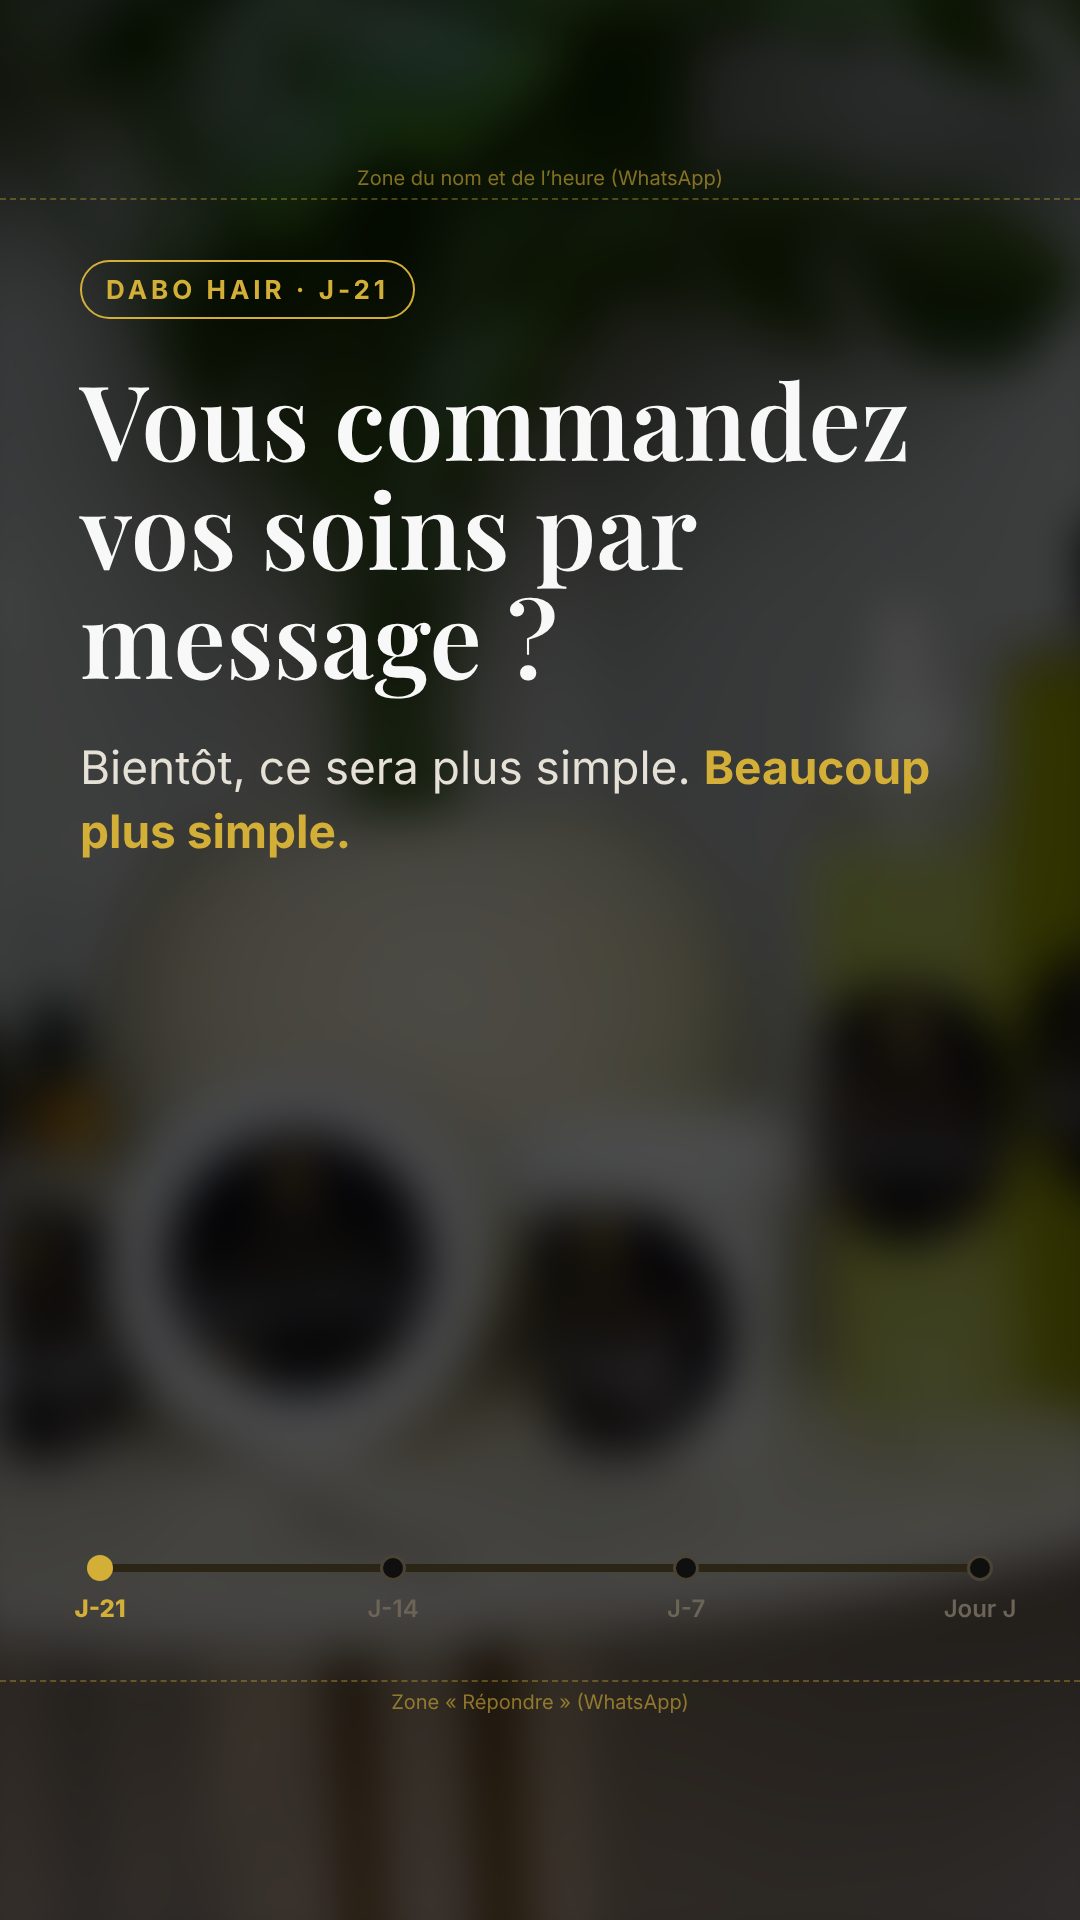 Zone du nom et de l’heure (WhatsApp)
DABO HAIR · J-21
Vous commandez
vos soins par
message ?
Bientôt, ce sera plus simple. Beaucoup
plus simple.
J-21 J-14 J-7 Jour J
Zone « Répondre » (WhatsApp)